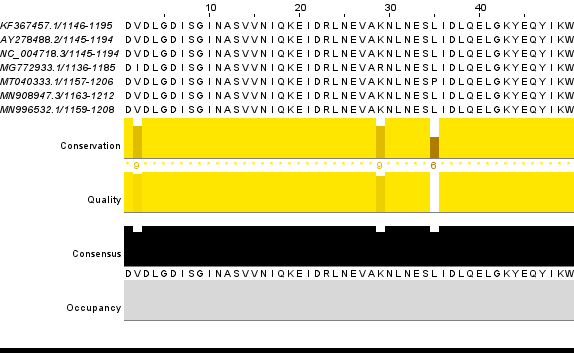 10 20 30 40
KF367457.1/1146-1195 DVDLGDISGINASVVNIQKEIDRLNEVAKNLNESLIDLQELGKYEQYIKW
AY278488.2/1145-1194 DVDLGDISGINASVVNIQKEIDRLNEVAKNLNESLIDLQELGKYEQYIKW
NC_004718.3/1145-1194 DVDLGDISGINASVVNIQKEIDRLNEVAKNLNESLIDLQELGKYEQYIKW
MG772933.1/1136-1185 DIDLGDISGINASVVNIQKEIDRLNEVARNLNESLIDLQELGKYEQYIKW
MT040333.1/1157-1206 DVDLGDISGINASVVNIQKEIDRLNEVAKNLNESPIDLQELGKYEQYIKW
MN908947.3/1163-1212 DVDLGDISGINASVVNIQKEIDRLNEVAKNLNESLIDLQELGKYEQYIKW
MN996532.1/1159-1208 DVDLGDISGINASVVNIQKEIDRLNEVAKNLNESLIDLQELGKYEQYIKW
Conservation
*9**************************9*****6***************
Quality
Consensus
DVDLGDISGINASVVNIQKEIDRLNEVAKNLNESLIDLQELGKYEQYIKW
Occupancy